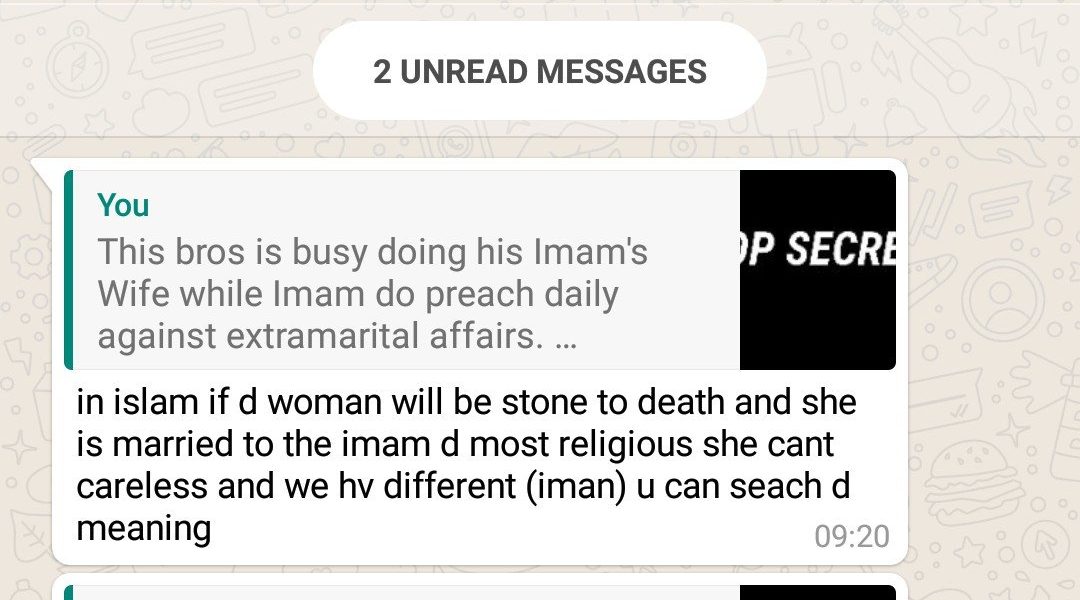 2 UNREAD MESSAGES
You
This bros is busy doing his Imam's
Wife while Imam do preach daily
against extramarital affairs. ...
OP SECRE
in islam if d woman will be stone to death and she
is married to the imam d most religious she cant
careless and we hv different (iman) u can seach d
meaning
09:20